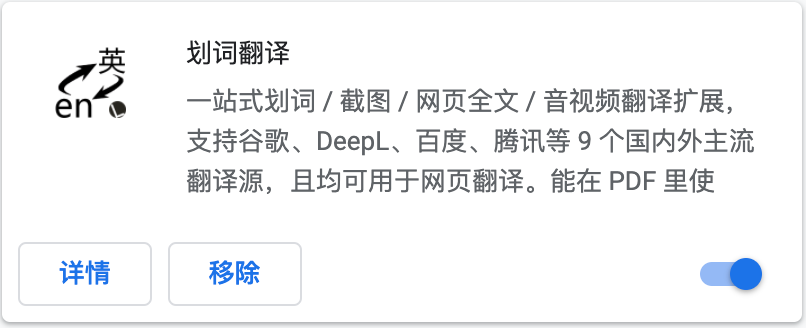 英
en
划词翻译
一站式划词 / 截图 / 网页全文 / 音视频翻译扩展，
支持谷歌、DeepL、百度、腾讯等 9 个国内外主流
翻译源，且均可用于网页翻译。能在 PDF 里使
详情
移除